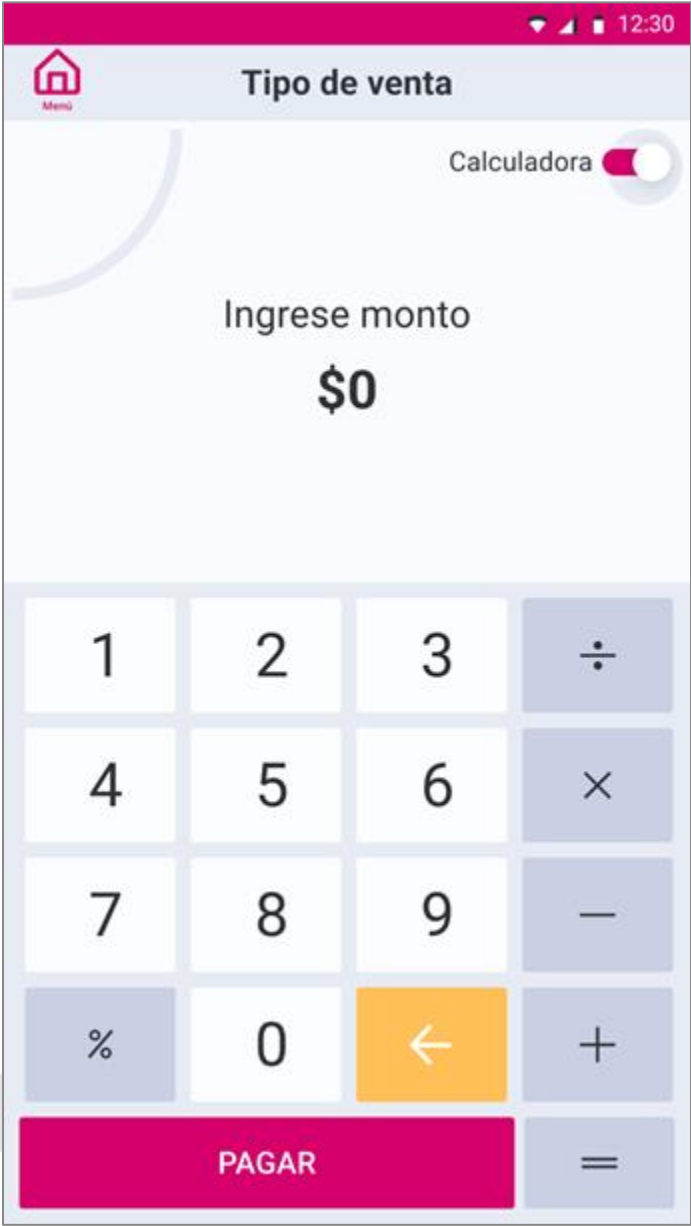 12:30
Menú
Tipo de venta
Calculadora
Ingrese monto
$0
1 2 3 ÷
4 5 6 ×
7 8 9 −
% 0 ← +
PAGAR =